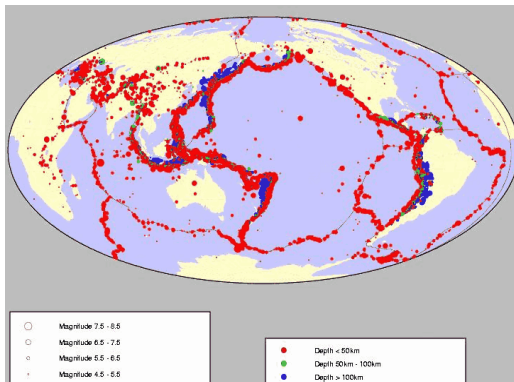 Magnitude 7.5 - 8.5
Magnitude 6.5 - 7.5
Magnitude 5.5 - 6.5
Magnitude 4.5 - 5.5
Depth < 50km
Depth 50km - 100km
Depth > 100km